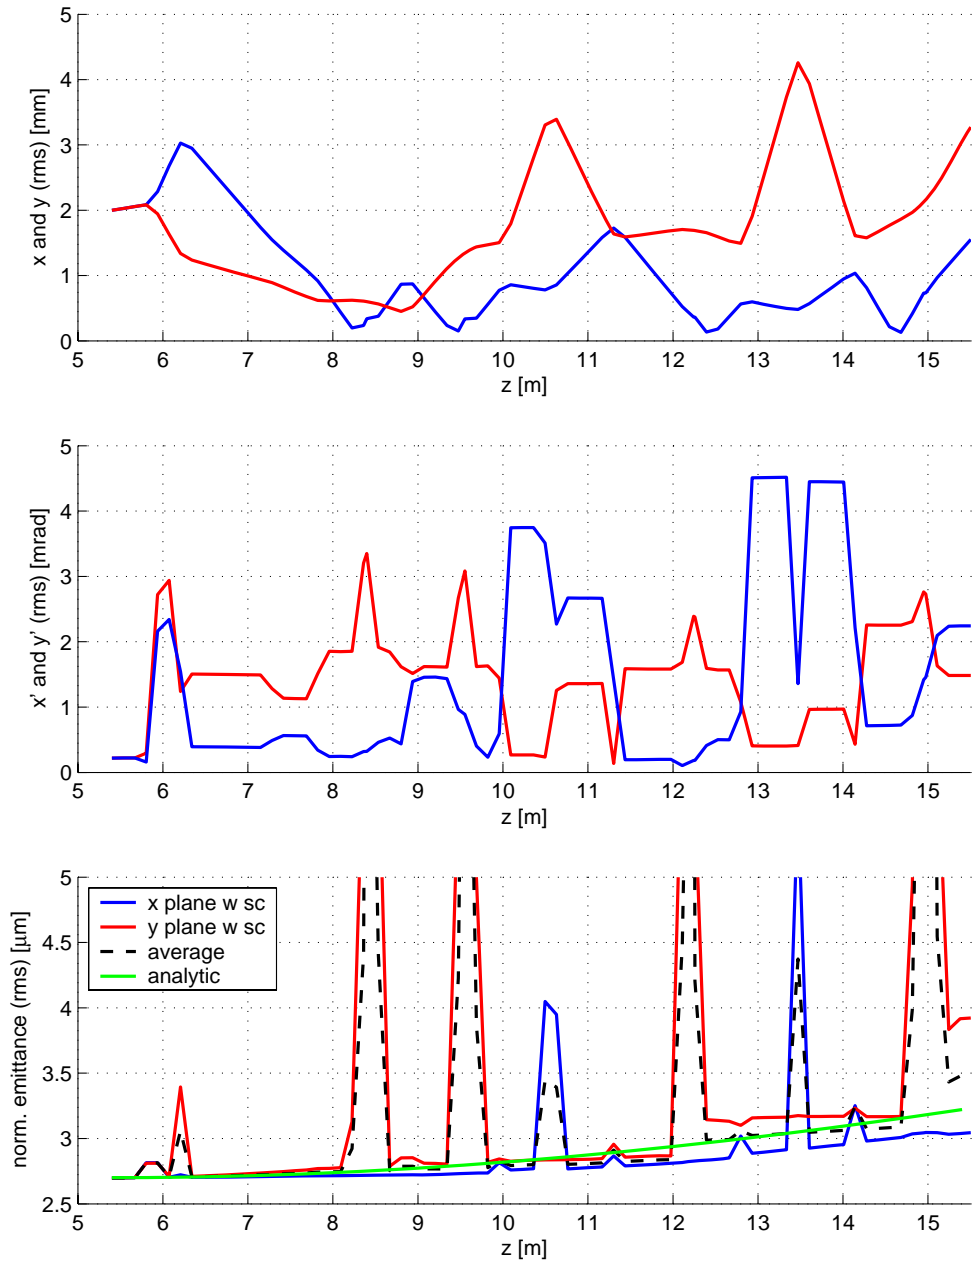 5
4
3
2
1
0
x and y (rms) [mm]
5 6 7 8 9 10 11 12 13 14 15
z [m]
5
4
3
2
1
0
x' and y' (rms) [mrad]
5 6 7 8 9 10 11 12 13 14 15
z [m]
5
4.5
4
3.5
3
2.5
norm. emittance (rms) [μm]
x plane w sc
y plane w sc
average
analytic
5 6 7 8 9 10 11 12 13 14 15
z [m]